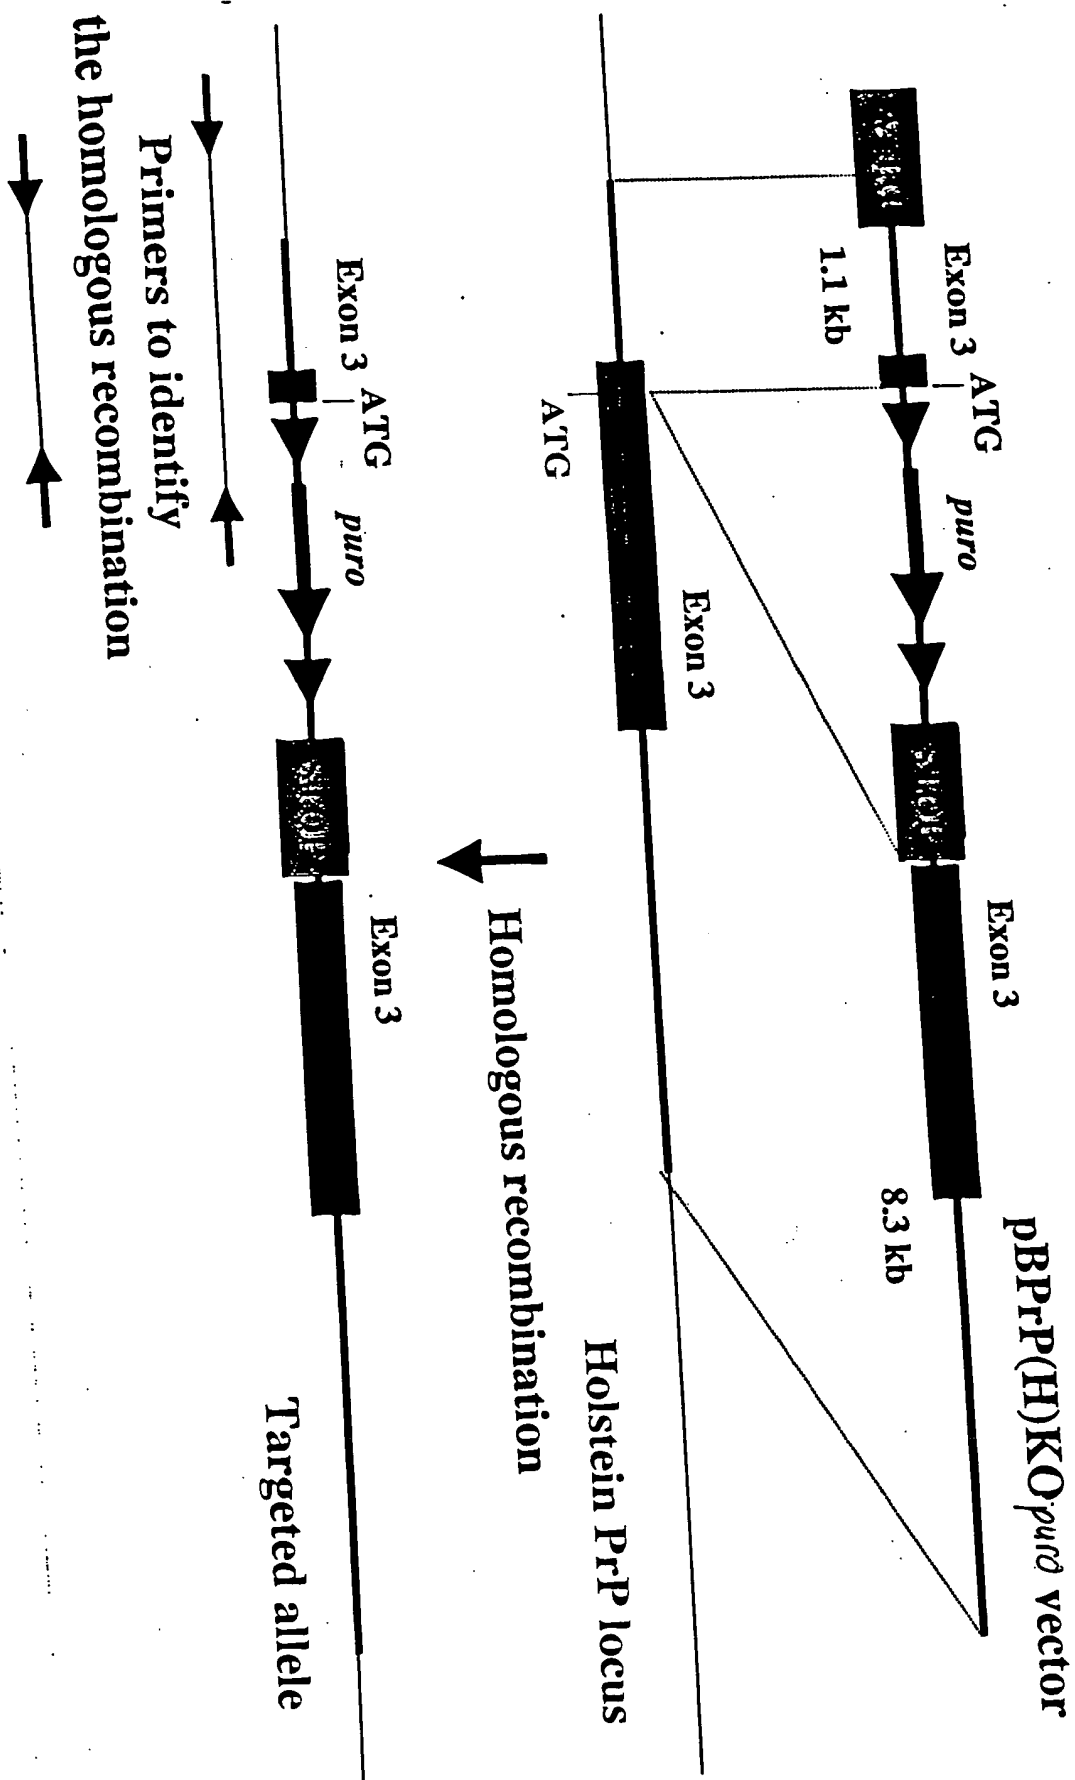 pBPrP(H)KOpuro vector
Exon 3
ATG
puro
Exon 3
1.1 kb
8.3 kb
Exon 3
ATG
Holstein PrP locus
Homologous recombination
Exon 3
ATG
puro
Exon 3
Targeted allele
Primers to identify
the homologous recombination